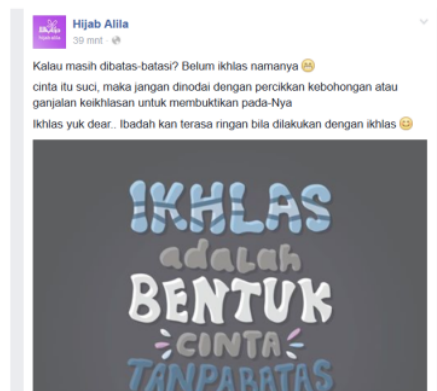 Hijab Alila
39 mnt ·
Kalau masih dibatas-batasi? Belum ikhlas namanya
cinta itu suci, maka jangan dinodai dengan percikkan kebohongan atau
ganjalan keikhlasan untuk membuktikan pada-Nya
Ikhlas yuk dear.. Ibadah kan terasa ringan bila dilakukan dengan ikhlas
IKHLAS
adalah
BENTUK
CINTA
TANPABATAS